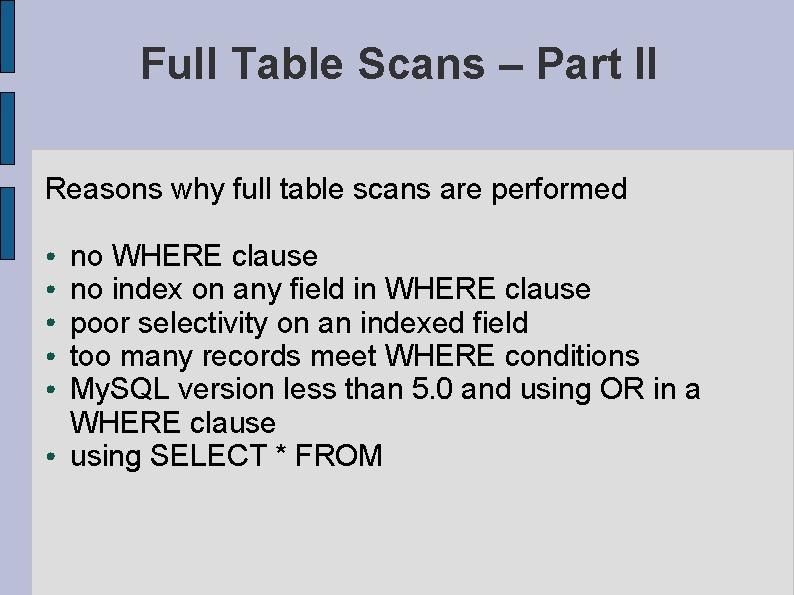 Full Table Scans – Part II
Reasons why full table scans are performed
• no WHERE clause
• no index on any field in WHERE clause
• poor selectivity on an indexed field
• too many records meet WHERE conditions
• MySQL version less than 5.0 and using OR in a
WHERE clause
• using SELECT * FROM